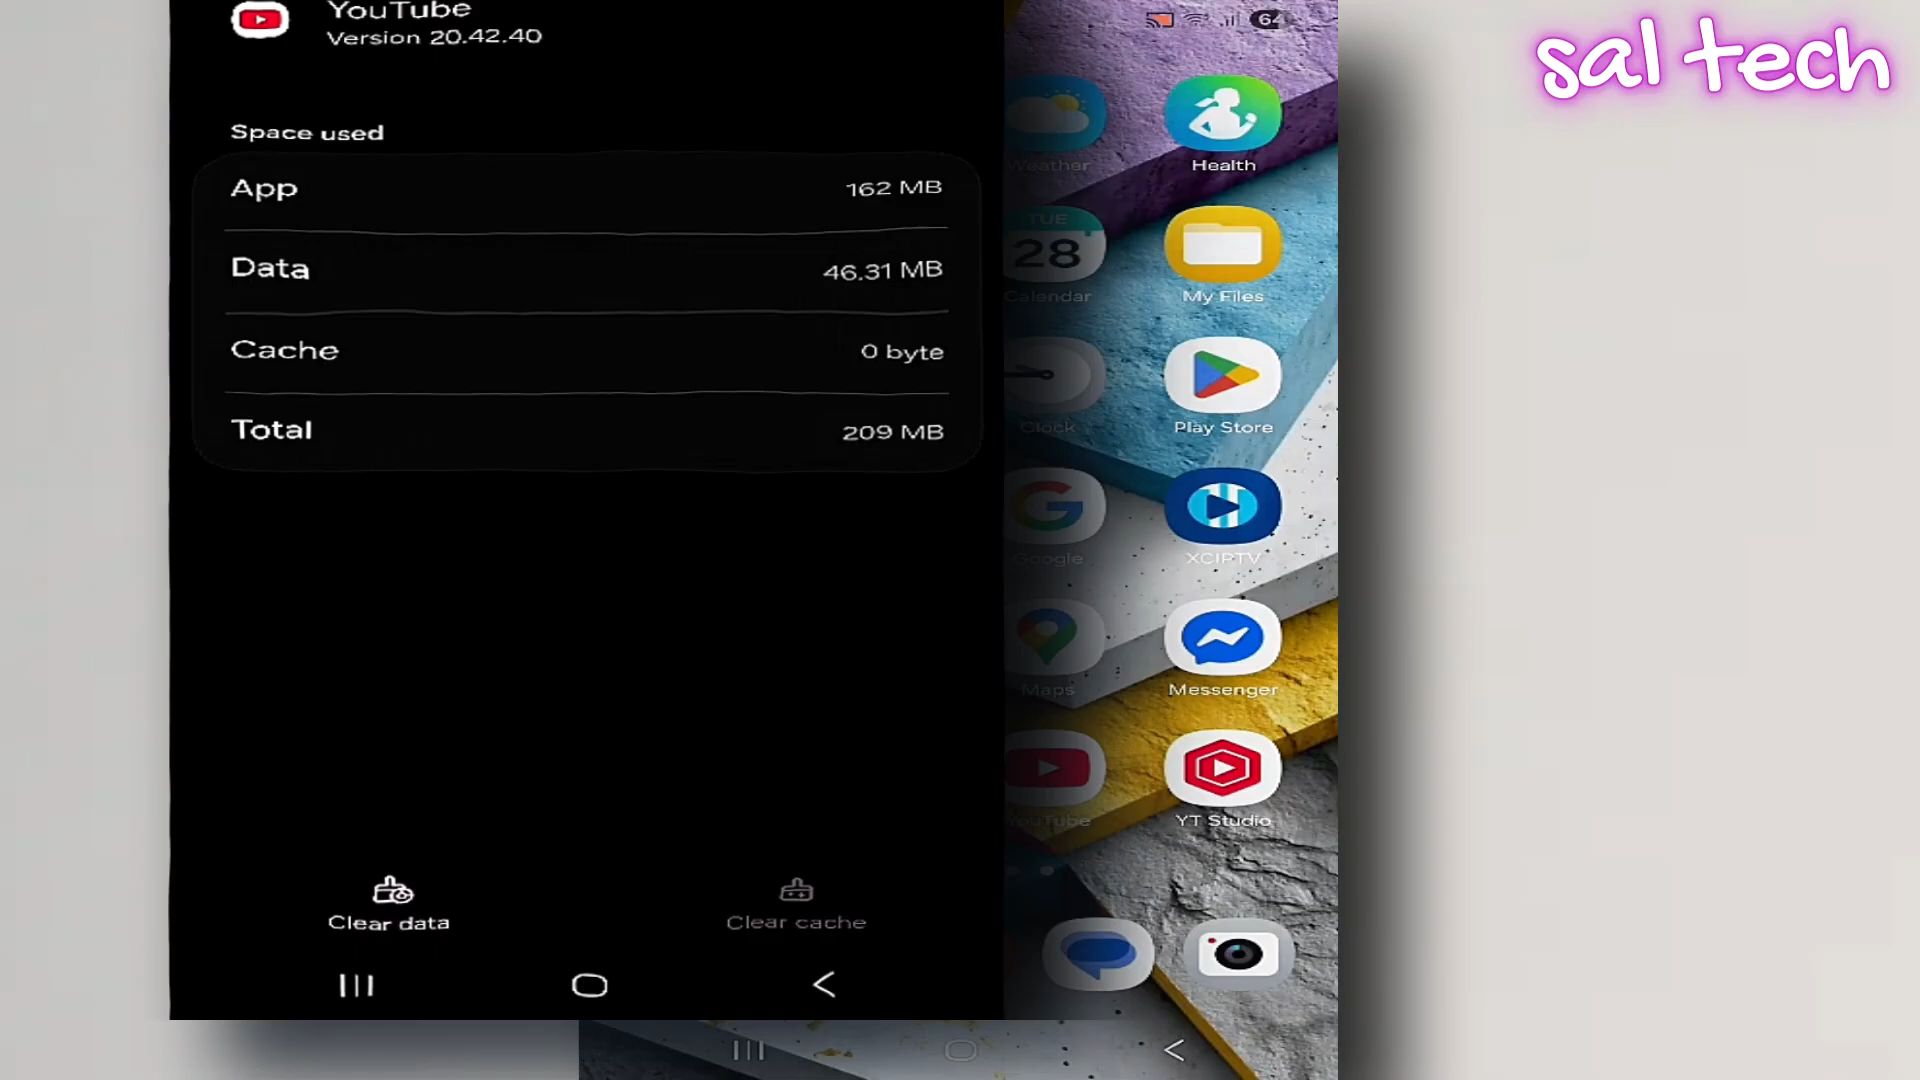 sal tech
YouTube
Version 20.42.40
Space used
App
162 MB
Data
46.31 MB
Cache
0 byte
Total
209 MB
Clear data
Clear cache
64
Weather
Health
TUE
28
Calendar
My Files
Clock
Play Store
Google
XCIPTV
Maps
Messenger
YouTube
YT Studio